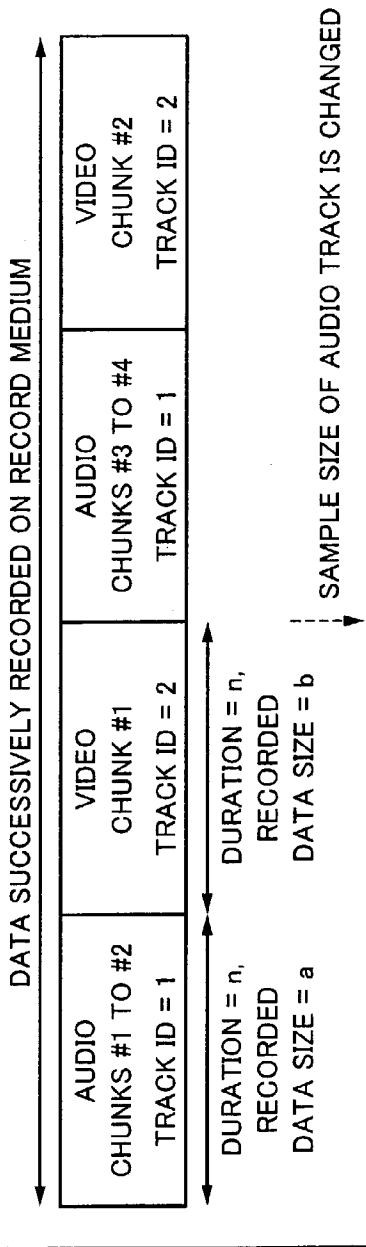 DATA SUCCESSIVELY RECORDED ON RECORD MEDIUM
AUDIO
CHUNKS #1 TO #2
TRACK ID = 1
VIDEO
CHUNK #1
TRACK ID = 2
AUDIO
CHUNKS #3 TO #4
TRACK ID = 1
VIDEO
CHUNK #2
TRACK ID = 2
DURATION = n,
RECORDED
DATA SIZE = a
DURATION = n,
RECORDED
DATA SIZE = b
SAMPLE SIZE OF AUDIO TRACK IS CHANGED